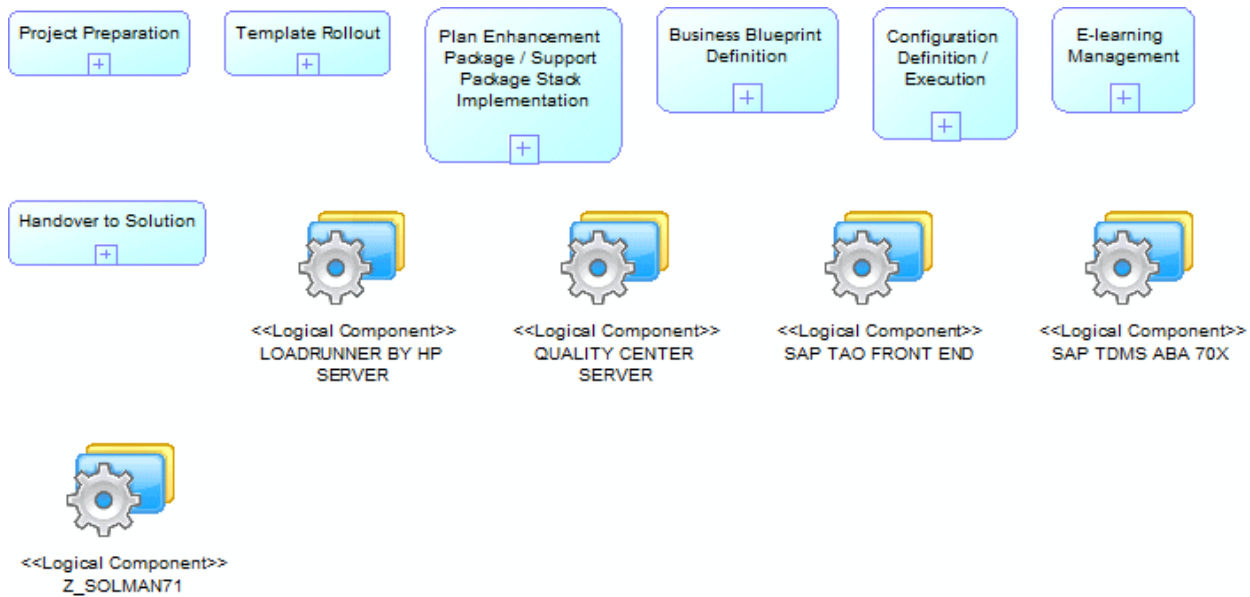 Project Preparation
Template Rollout
Plan Enhancement
Package / Support
Package Stack
Implementation
Business Blueprint
Definition
Configuration
Definition /
Execution
E-learning
Management
Handover to Solution
<<Logical Component>>
LOADRUNNER BY HP
SERVER
<<Logical Component>>
QUALITY CENTER
SERVER
<<Logical Component>>
SAP TAO FRONT END
<<Logical Component>>
SAP TDMS ABA 70X
<<Logical Component>>
Z_SOLMAN71